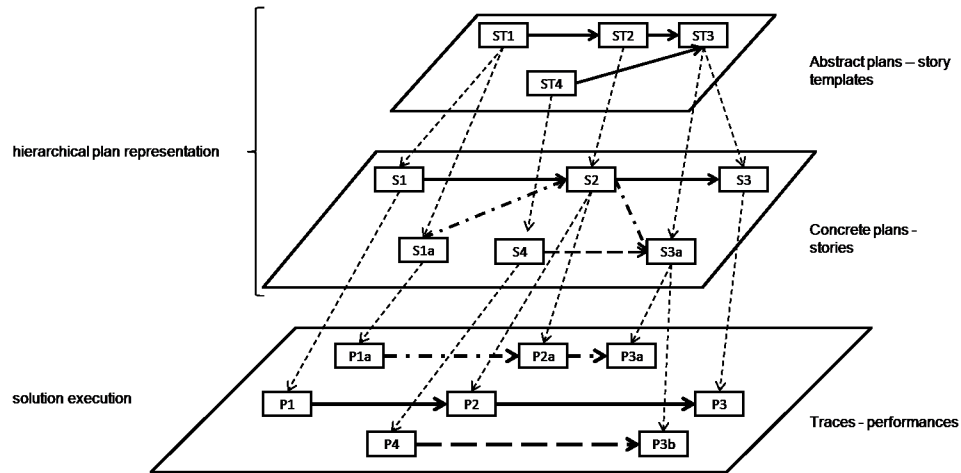 ST1 ST2 ST3
Abstract plans – story
templates
ST4
hierarchical plan representation
S1 S2 S3
Concrete plans -
stories
S1a S4 S3a
P1a P2a P3a
solution execution
P1 P2 P3
Traces - performances
P4 P3b